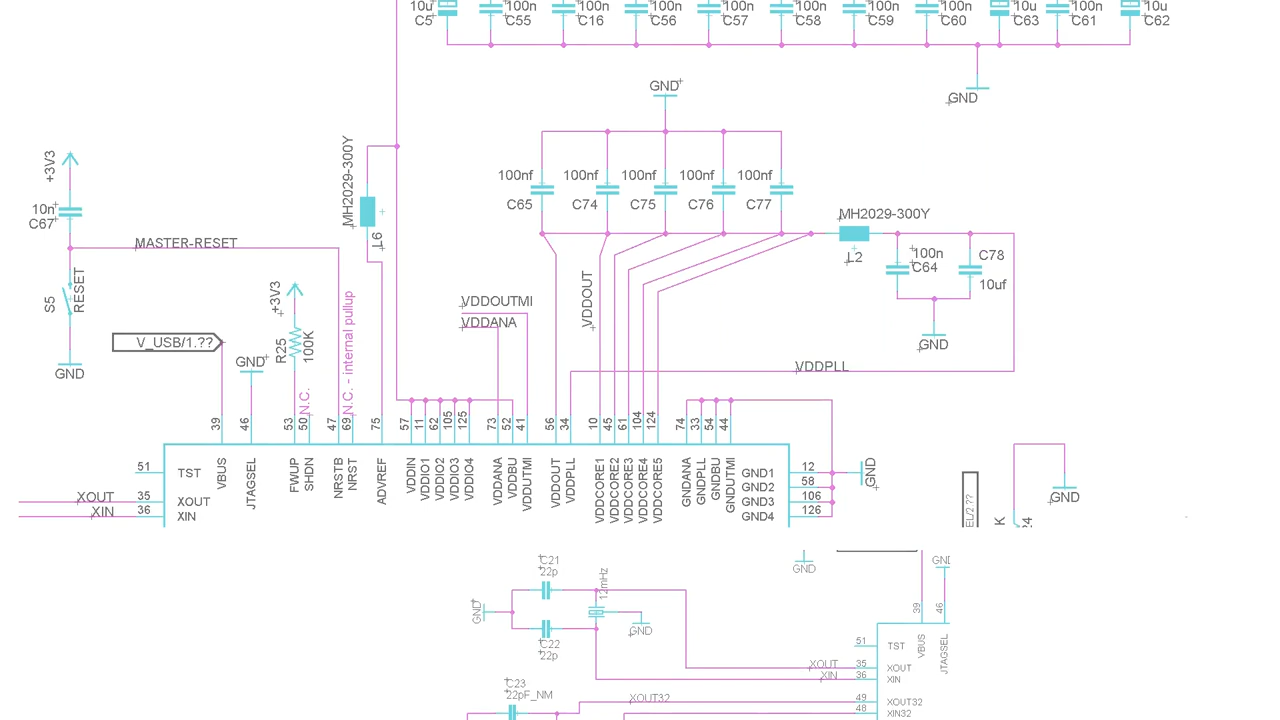 10u 100n 100n 100n 100n 100n 100n 100n 10u 100n 10u
C5 C55 C16 C56 C57 C58 C59 C60 C63 C61 C62
GND
GND
MH2029-300Y
L6
+3V3
10n
C67
MASTER-RESET
S5
RESET
GND
100nf 100nf 100nf 100nf 100nf
C65 C74 C75 C76 C77
MH2029-300Y
L2
100n
C64
C78
10uf
GND
VDDOUT
VDDOUTMI
VDDANA
+3V3
R25
100K
N.C.
N.C. - internal pullup
V_USB/1.??
GND
VDDPLL
39 46 53 50 47 69 75 57 11 62 105 125 73 52 41 56 34 10 45 61 104 124 74 33 54 44
VBUS JTAGSEL FWUP SHDN NRSTB NRST ADVREF VDDIN VDDIO1 VDDIO2 VDDIO3 VDDIO4 VDDANA VDDBU VDDUTMI VDDOUT VDDPLL VDDCORE1 VDDCORE2 VDDCORE3 VDDCORE4 VDDCORE5 GNDANA GNDPLL GNDBU GNDUTMI
51 TST
XOUT 35 XOUT
XIN 36 XIN
GND1 12
GND2 58
GND3 106
GND4 126
GND
EL/2.??
K
24
GND
C21
22p
12mHz
GND
GND
C22
22p
C23
22pF_NM
GND
GND
39 46
VBUS JTAGSEL
51 TST
XOUT 35 XOUT
XIN 36 XIN
XOUT32 49 XOUT32
48 XIN32